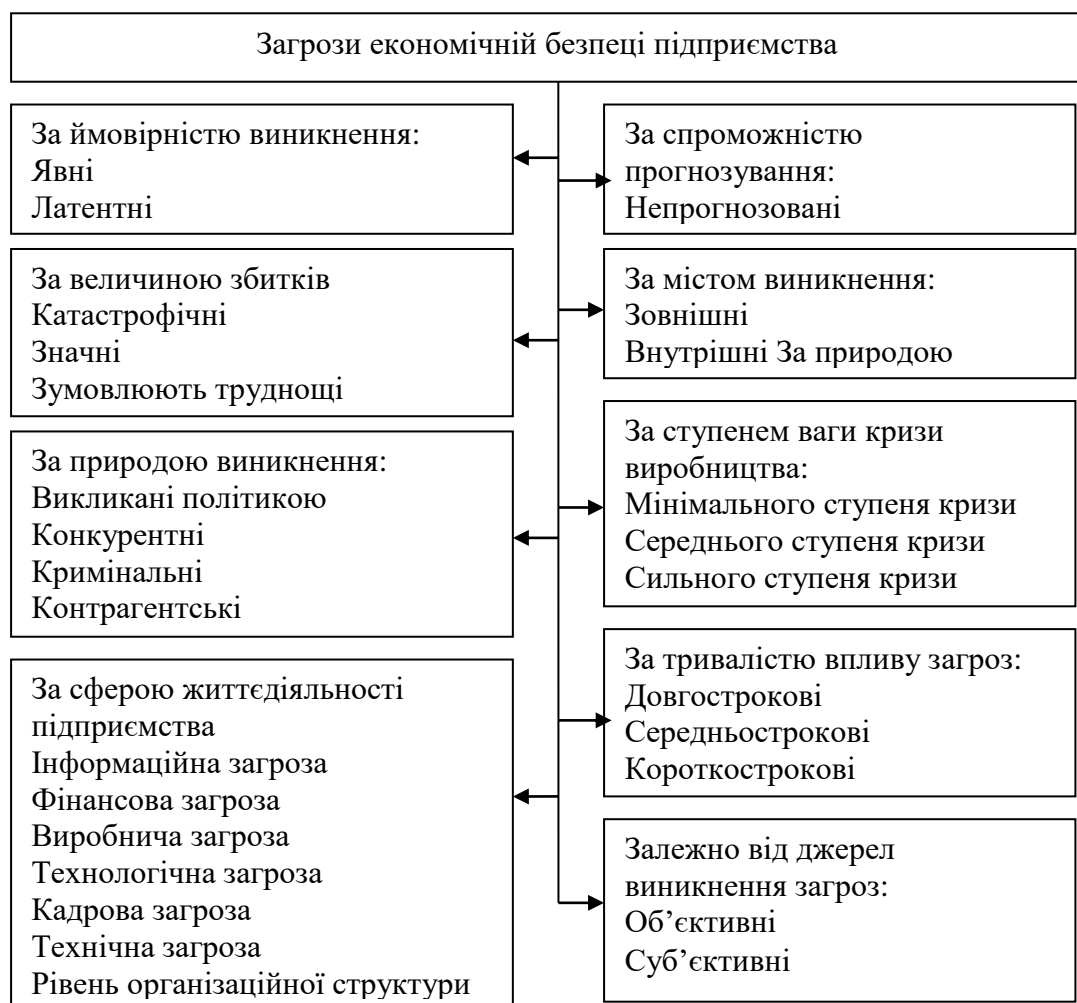 Загрози економічній безпеці підприємства
За ймовірністю виникнення:
Явні
Латентні
За величиною збитків
Катастрофічні
Значні
Зумовлюють труднощі
За природою виникнення:
Викликані політикою
Конкурентні
Кримінальні
Контрагентські
За сферою життєдіяльності
підприємства
Інформаційна загроза
Фінансова загроза
Виробнича загроза
Технологічна загроза
Кадрова загроза
Технічна загроза
Рівень організаційної структури
За спроможністю
прогнозування:
Непрогнозовані
За містом виникнення:
Зовнішні
Внутрішні За природою
За ступенем ваги кризи
виробництва:
Мінімального ступеня кризи
Середнього ступеня кризи
Сильного ступеня кризи
За тривалістю впливу загроз:
Довгострокові
Середньострокові
Короткострокові
Залежно від джерел
виникнення загроз:
Об’єктивні
Суб’єктивні